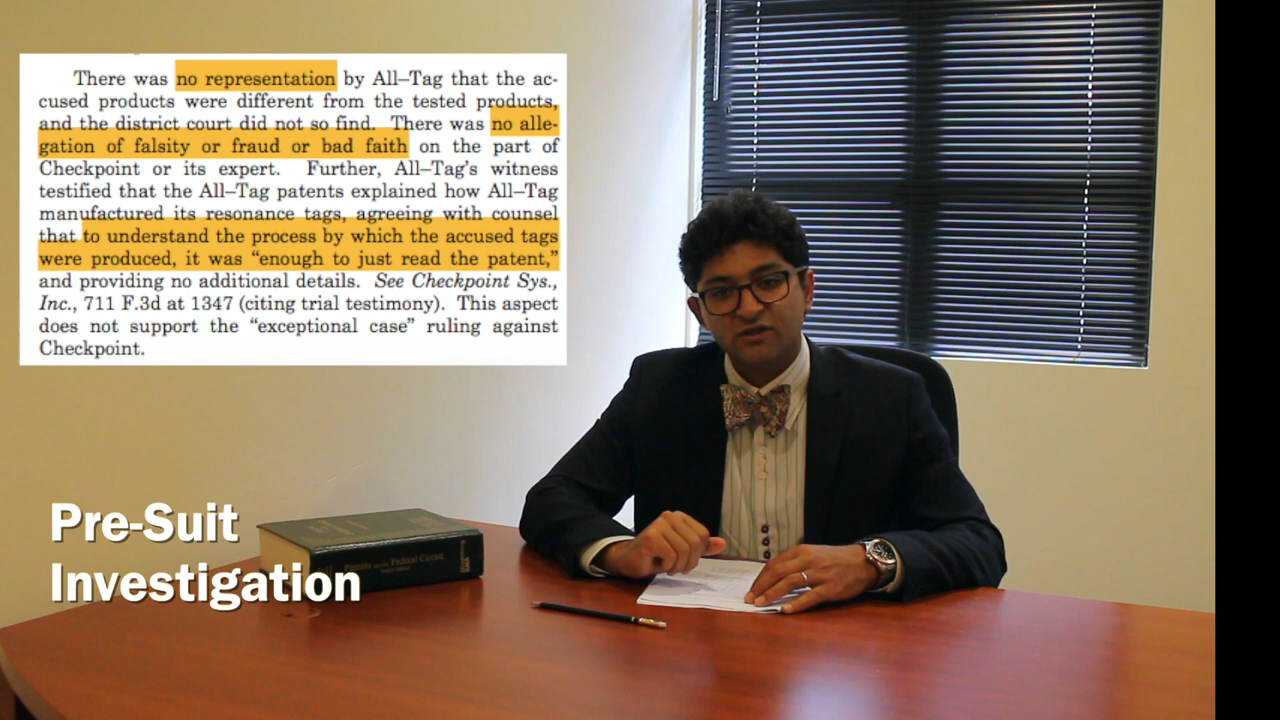 There was no representation by All–Tag that the ac-
cused products were different from the tested products,
and the district court did not so find. There was no alle-
gation of falsity or fraud or bad faith on the part of
Checkpoint or its expert. Further, All–Tag's witness
testified that the All–Tag patents explained how All–Tag
manufactured its resonance tags, agreeing with counsel
that to understand the process by which the accused tags
were produced, it was “enough to just read the patent,”
and providing no additional details. See Checkpoint Sys.,
Inc., 711 F.3d at 1347 (citing trial testimony). This aspect
does not support the “exceptional case” ruling against
Checkpoint.
Pre-Suit
Investigation
Patents and the Federal Circuit